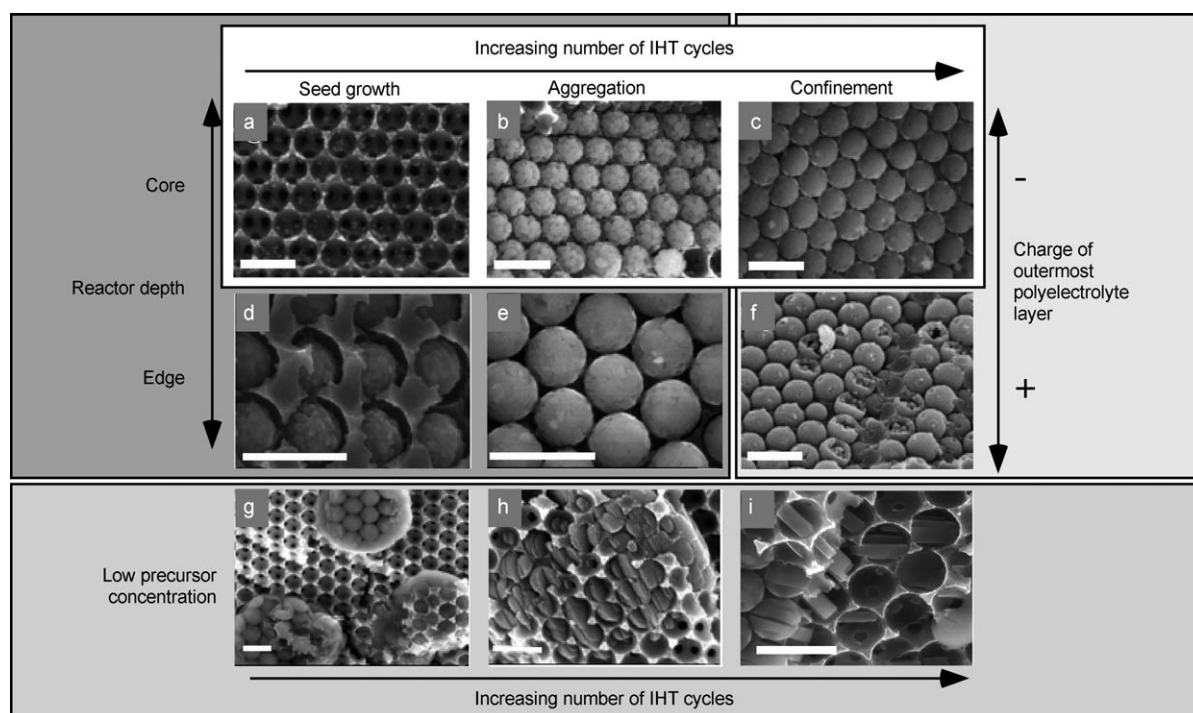 Increasing number of IHT cycles
Seed growth
Aggregation
Confinement
a
b
c
Core
Reactor depth
Edge
-
Charge of
outermost
polyelectrolyte
layer
+
d
e
f
g
h
i
Low precursor
concentration
Increasing number of IHT cycles